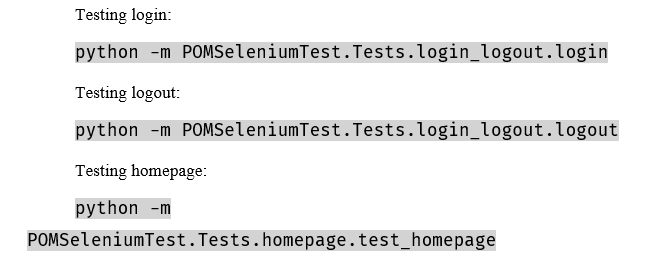 Testing login:
python -m POMSeleniumTest.Tests.login_logout.login
Testing logout:
python -m POMSeleniumTest.Tests.login_logout.logout
Testing homepage:
python -m
POMSeleniumTest.Tests.homepage.test_homepage